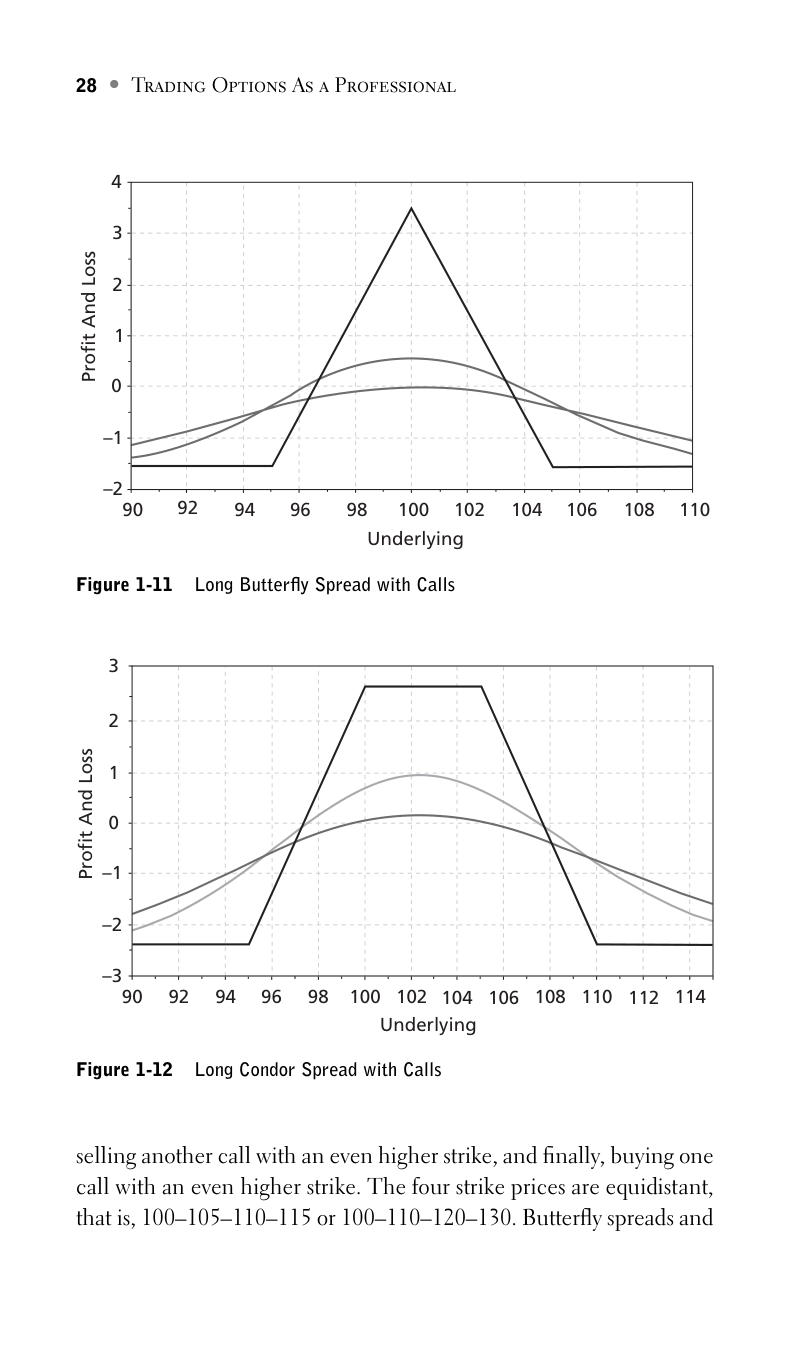 28 • Trading Options As a Professional
4
3
2
1
0
–1
–2
Profit And Loss
90 92 94 96 98 100 102 104 106 108 110
Underlying
Figure 1-11 Long Butterfly Spread with Calls
3
2
1
0
–1
–2
–3
Profit And Loss
90 92 94 96 98 100 102 104 106 108 110 112 114
Underlying
Figure 1-12 Long Condor Spread with Calls
selling another call with an even higher strike, and finally, buying one
call with an even higher strike. The four strike prices are equidistant,
that is, 100–105–110–115 or 100–110–120–130. Butterfly spreads and